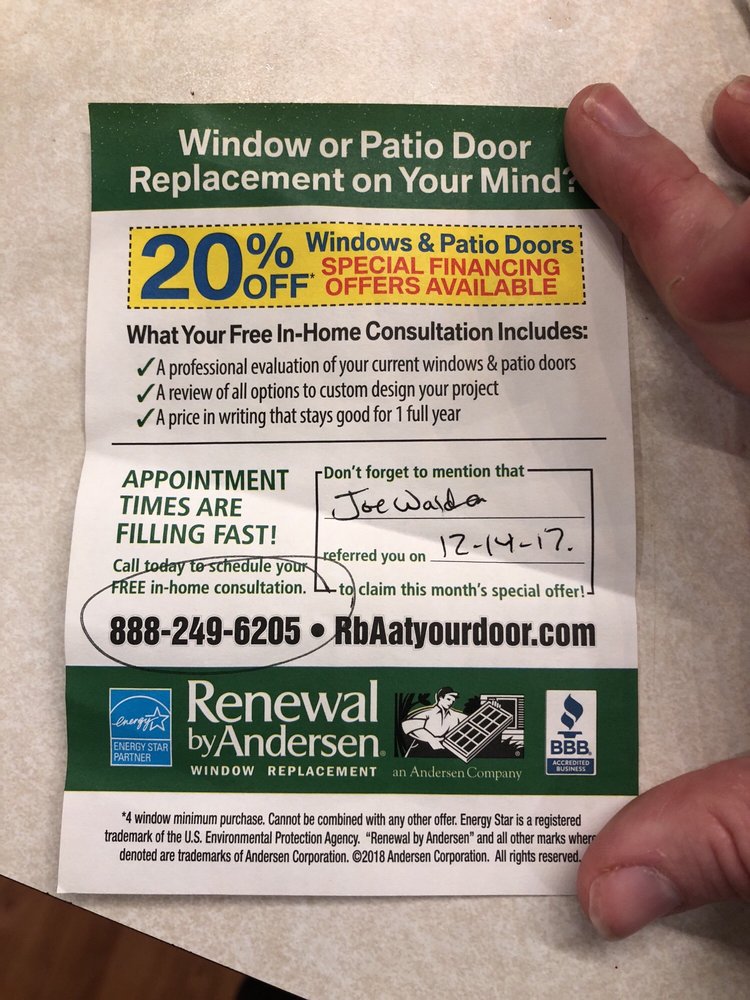 Window or Patio Door
Replacement on Your Mind?
20% OFF*
Windows & Patio Doors
SPECIAL FINANCING
OFFERS AVAILABLE
What Your Free In-Home Consultation Includes:
✓ A professional evaluation of your current windows & patio doors
✓ A review of all options to custom design your project
✓ A price in writing that stays good for 1 full year
APPOINTMENT
TIMES ARE
FILLING FAST!
Call today to schedule your
FREE in-home consultation.
Don't forget to mention that
Joe
referred you on 12-14-17.
to claim this month's special offer!
888-249-6205 • RbAatyourdoor.com
energy
ENERGY STAR
PARTNER
Renewal
by Andersen®
WINDOW REPLACEMENT
an Andersen Company
BBB
ACCREDITED
BUSINESS
*4 window minimum purchase. Cannot be combined with any other offer. Energy Star is a registered
trademark of the U.S. Environmental Protection Agency. "Renewal by Andersen" and all other marks where
denoted are trademarks of Andersen Corporation. ©2018 Andersen Corporation. All rights reserved.